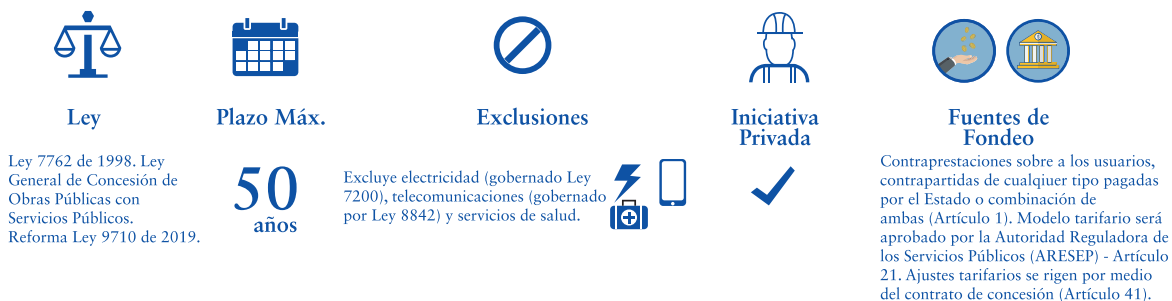 Ley
Ley 7762 de 1998. Ley
General de Concesión de
Obras Públicas con
Servicios Públicos.
Reforma Ley 9710 de 2019.
Plazo Máx.
50
años
Exclusiones
Excluye electricidad (gobernado Ley
7200), telecomunicaciones (gobernado
por Ley 8842) y servicios de salud.
Iniciativa
Privada
Fuentes de
Fondeo
Contraprestaciones sobre a los usuarios,
contrapartidas de cualquier tipo pagadas
por el Estado o combinación de
ambas (Artículo 1). Modelo tarifario será
aprobado por la Autoridad Reguladora de
los Servicios Públicos (ARESEP) - Artículo
21. Ajustes tarifarios se rigen por medio
del contrato de concesión (Artículo 41).